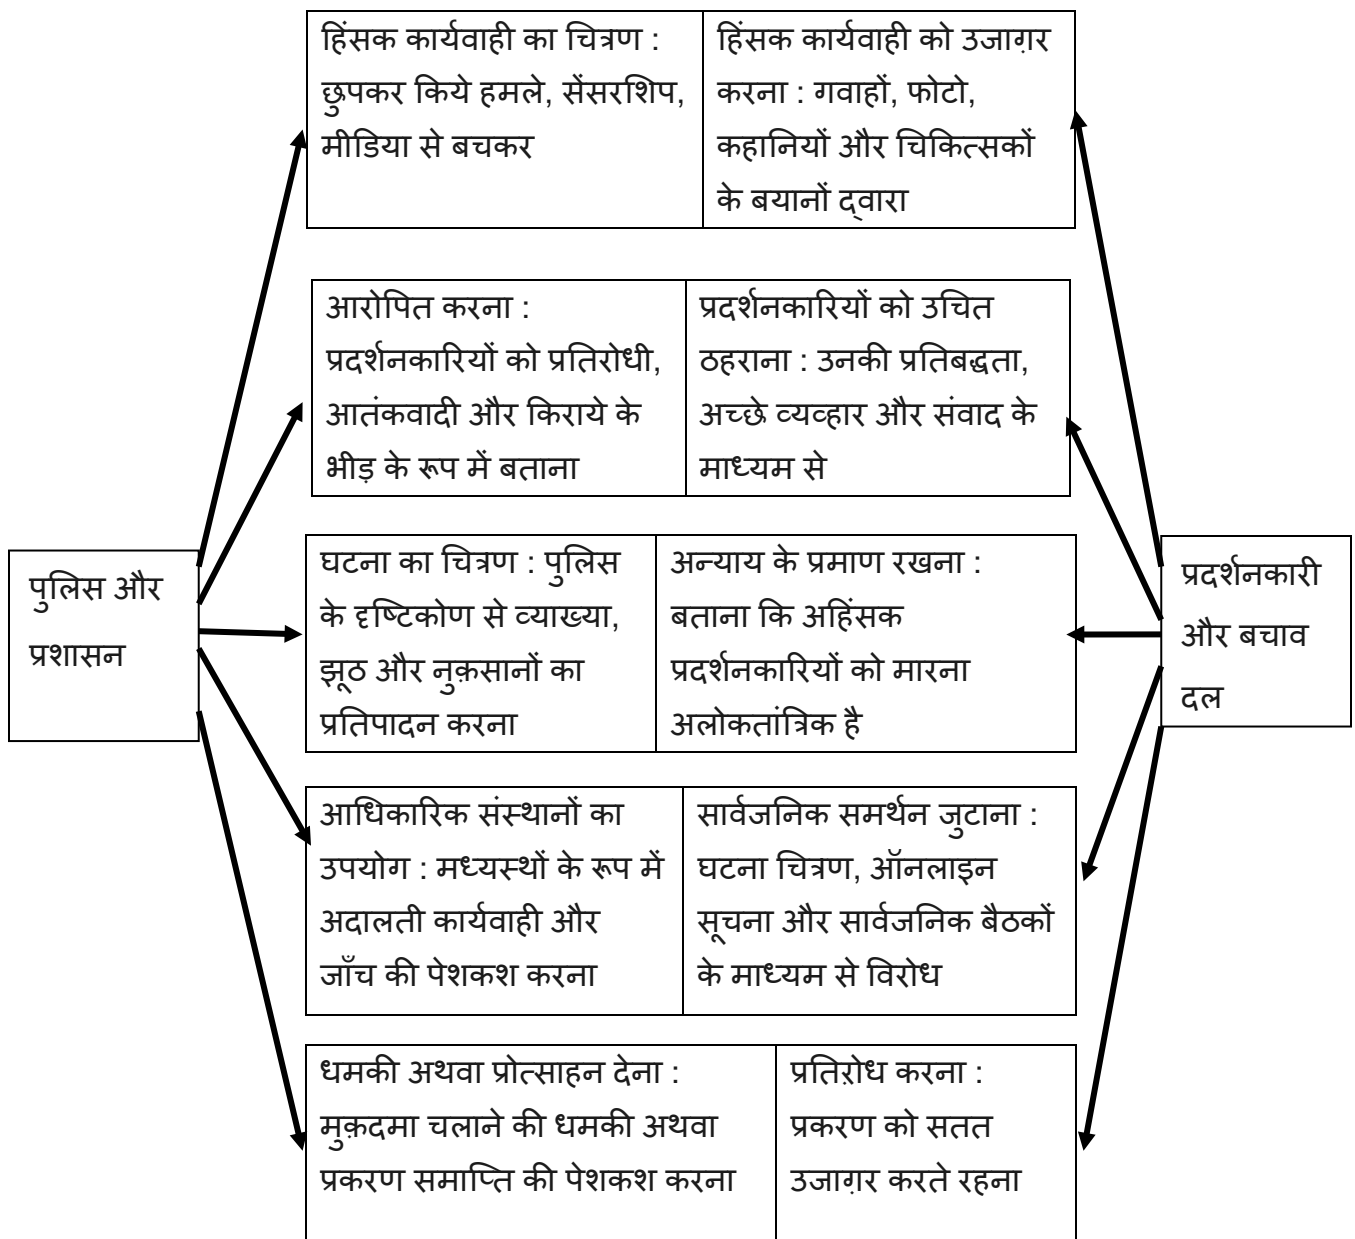 हिंसक कार्यवाही का चित्रण :
छुपकर किये हमले, सेंसरशिप,
मीडिया से बचकर
हिंसक कार्यवाही को उजाग़र
करना : गवाहों, फोटो,
कहानियों और चिकित्सकों
के बयानों द्वारा
आरोपित करना :
प्रदर्शनकारियों को प्रतिरोधी,
आतंकवादी और किराये के
भीड़ के रूप में बताना
प्रदर्शनकारियों को उचित
ठहराना : उनकी प्रतिबद्धता,
अच्छे व्यव्हार और संवाद के
माध्यम से
पुलिस और
प्रशासन
घटना का चित्रण : पुलिस
के दृष्टिकोण से व्याख्या,
झूठ और नुक़सानों का
प्रतिपादन करना
अन्याय के प्रमाण रखना :
बताना कि अहिंसक
प्रदर्शनकारियों को मारना
अलोकतांत्रिक है
प्रदर्शनकारी
और बचाव
दल
आधिकारिक संस्थानों का
उपयोग : मध्यस्थों के रूप में
अदालती कार्यवाही और
जाँच की पेशकश करना
सार्वजनिक समर्थन जुटाना :
घटना चित्रण, ऑनलाइन
सूचना और सार्वजनिक बैठकों
के माध्यम से विरोध
धमकी अथवा प्रोत्साहन देना :
मुक़दमा चलाने की धमकी अथवा
प्रकरण समाप्ति की पेशकश करना
प्रतिऱोध करना :
प्रकरण को सतत
उजाग़र करते रहना